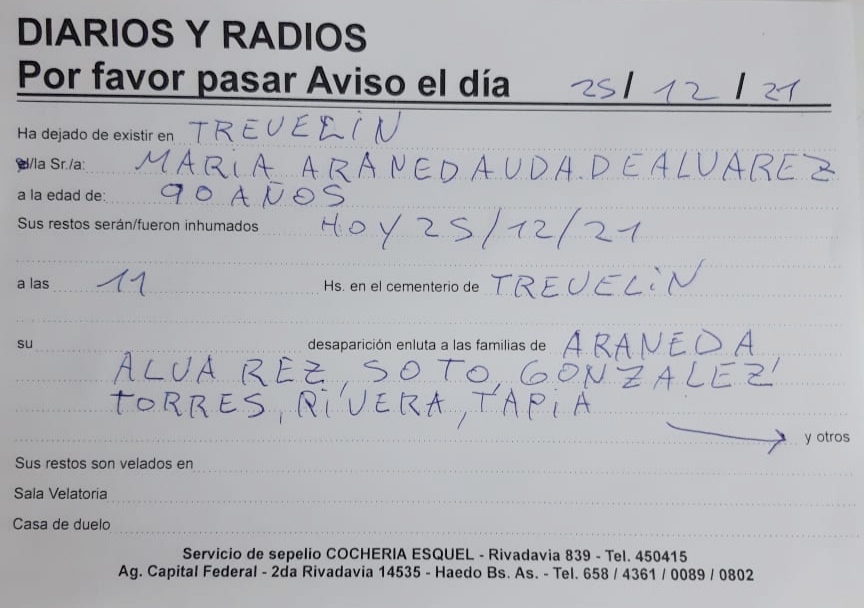 DIARIOS Y RADIOS
Por favor pasar Aviso el día 25/12/21
Ha dejado de existir en TREVELIN
el/la Sr./a: MARIA ARANEDA VDA. DE ALVAREZ
a la edad de: 90 AÑOS
Sus restos serán/fueron inhumados HOY 25/12/21
a las 11 Hs. en el cementerio de TREVELIN
su desaparición enluta a las familias de ARANEDA,
ALVAREZ, SOTO, GONZALEZ,
TORRES, RIVERA, TAPIA
y otros
Sus restos son velados en
Sala Velatoria
Casa de duelo
Servicio de sepelio COCHERIA ESQUEL - Rivadavia 839 - Tel. 450415
Ag. Capital Federal - 2da Rivadavia 14535 - Haedo Bs. As. - Tel. 658 / 4361 / 0089 / 0802